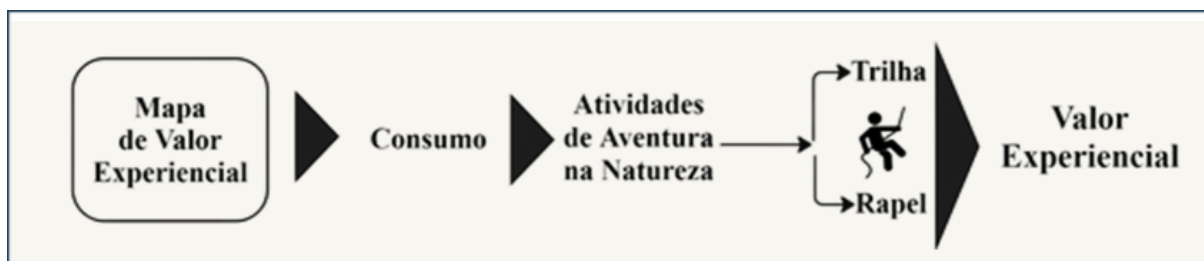 Mapa
de Valor
Experiencial
Consumo
Atividades
de Aventura
na Natureza
Trilha
Rapel
Valor
Experiencial